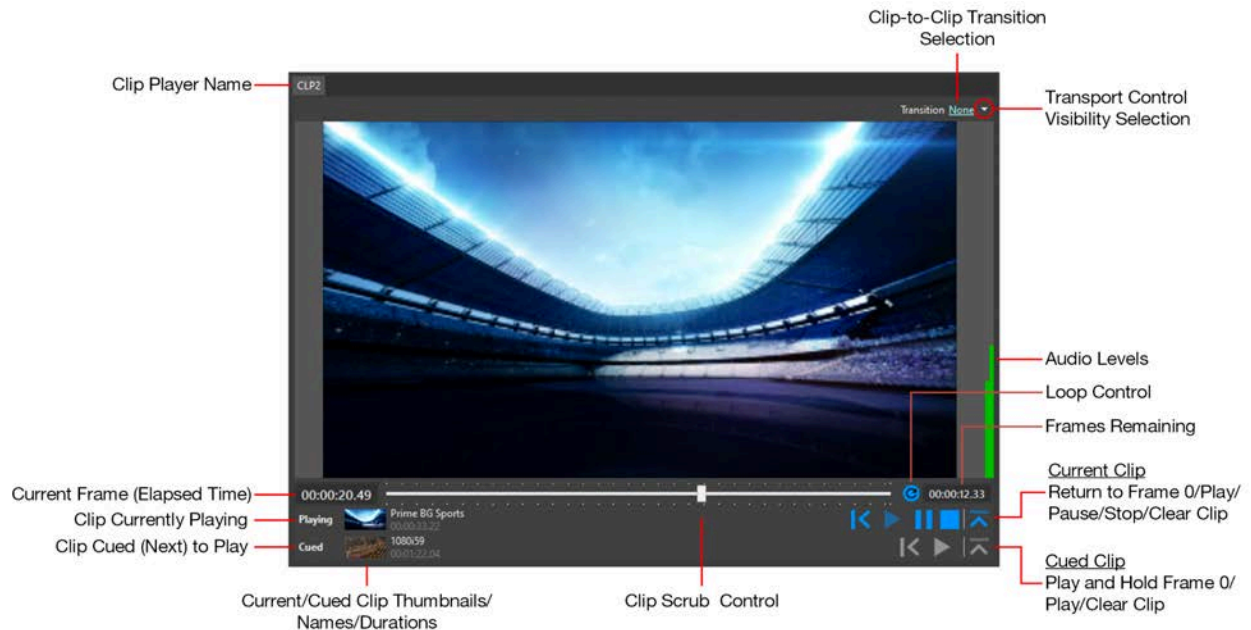 Clip-to-Clip Transition
Selection
Clip Player Name
CLP2
Transition None
Transport Control
Visibility Selection
Audio Levels
Loop Control
Frames Remaining
Current Frame (Elapsed Time)
00:00:20.49
00:00:12.33
Current Clip
Return to Frame 0/Play/
Pause/Stop/Clear Clip
Clip Currently Playing
Playing
Prime BG Sports
00:00:33.22
Clip Cued (Next) to Play
Cued
1080i59
00:01:22.04
Cued Clip
Play and Hold Frame 0/
Play/Clear Clip
Current/Cued Clip Thumbnails/
Names/Durations
Clip Scrub Control